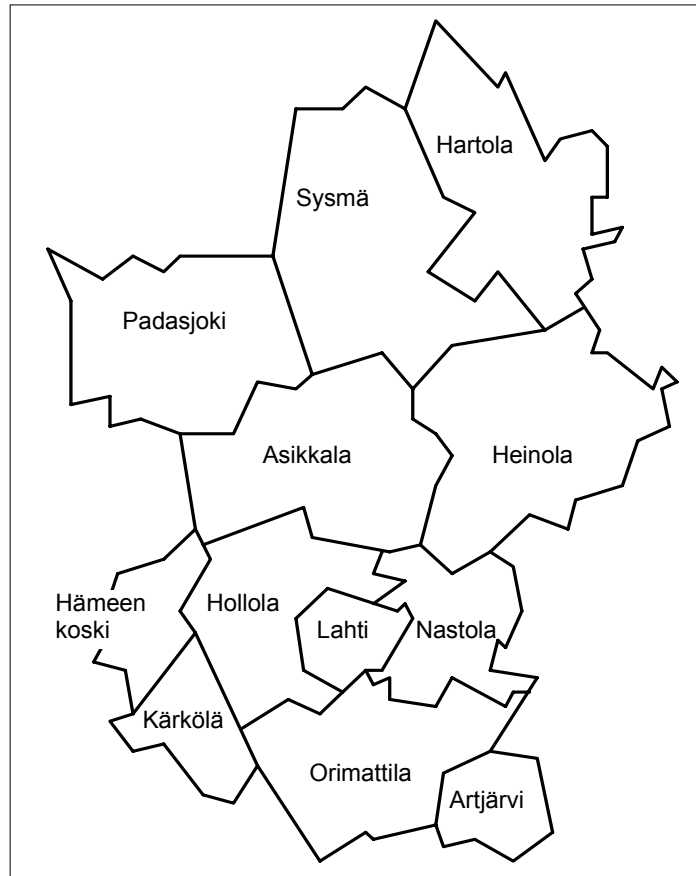 Hartola
Sysmä
Padasjoki
Asikkala
Heinola
Hämeen
koski
Hollola
Lahti
Nastola
Kärkölä
Orimattila
Artjärvi